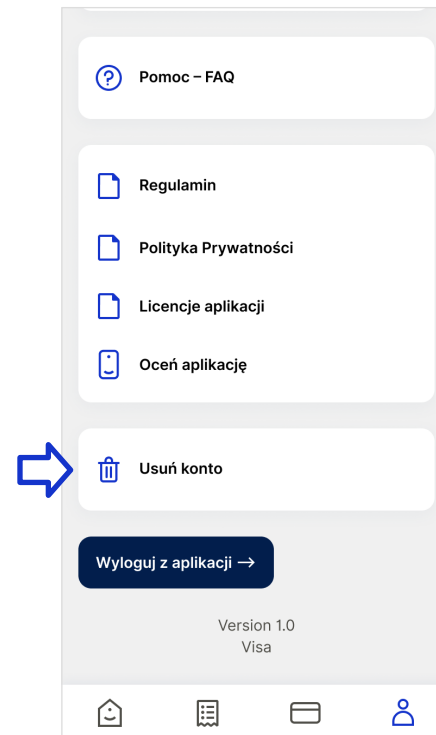 Pomoc – FAQ
Regulamin
Polityka Prywatności
Licencje aplikacji
Oceń aplikację
Usuń konto
Wyloguj z aplikacji →
Version 1.0
Visa